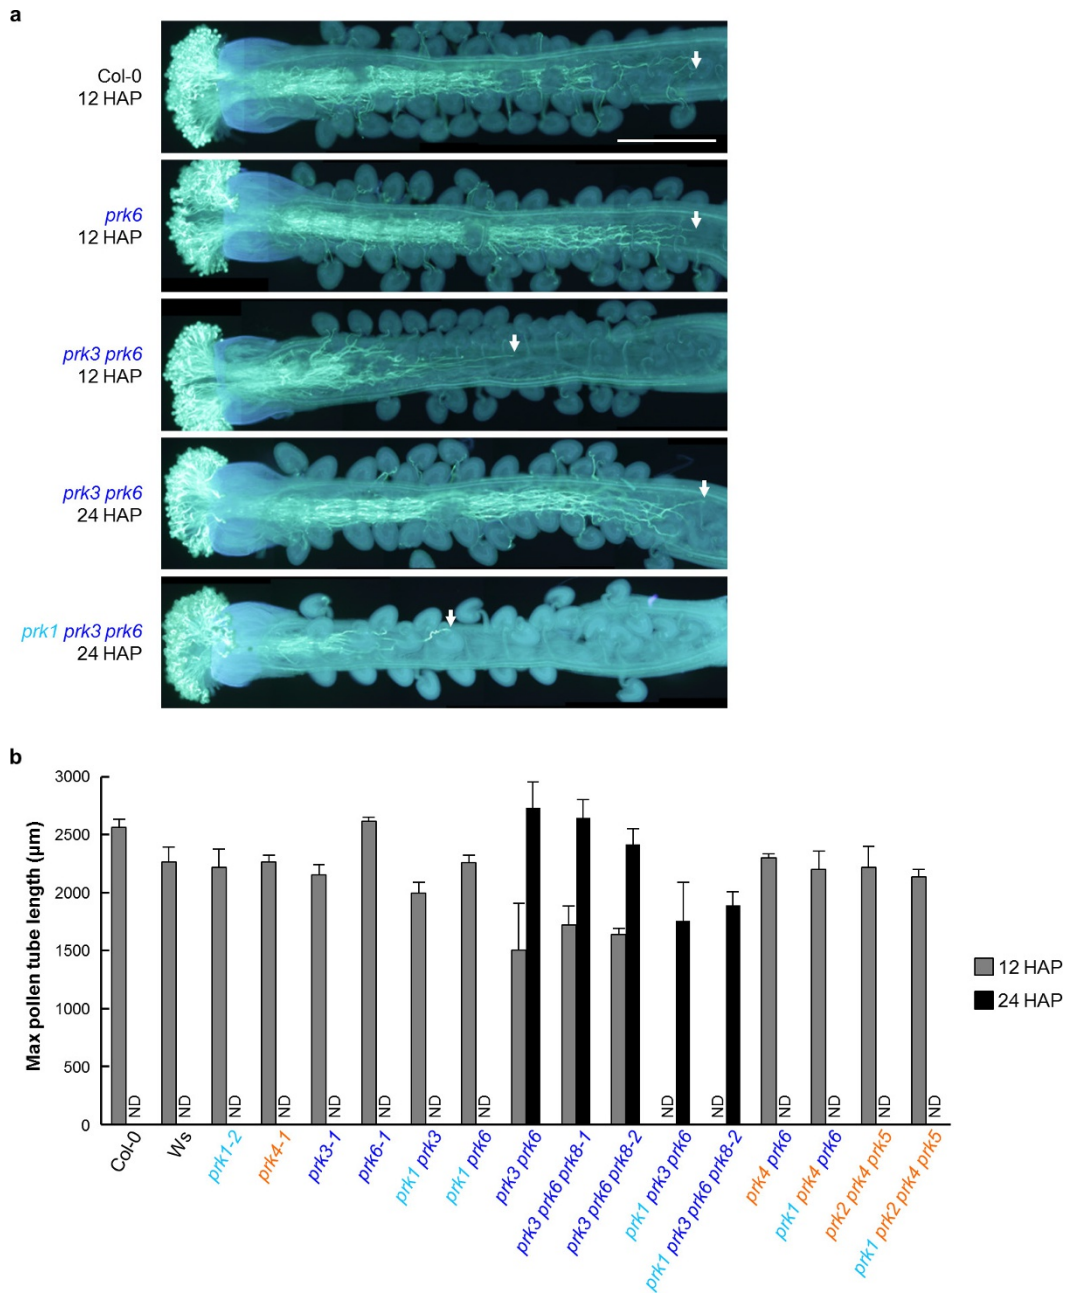 a
Col-0
12 HAP
prk6
12 HAP
prk3 prk6
12 HAP
prk3 prk6
24 HAP
prk1 prk3 prk6
24 HAP
b
Max pollen tube length (µm)
3000
2500
2000
1500
1000
500
0
ND
ND
ND
ND
ND
ND
ND
ND
ND
ND
ND
ND
ND
ND
Col-0
Ws
prk1-2
prk4-1
prk3-1
prk6-1
prk1 prk3
prk1 prk6
prk3 prk6
prk3 prk6 prk8-1
prk3 prk6 prk8-2
prk1 prk3 prk6
prk1 prk3 prk6 prk8-2
prk4 prk6
prk1 prk4 prk6
prk2 prk4 prk5
prk1 prk2 prk4 prk5
12 HAP
24 HAP